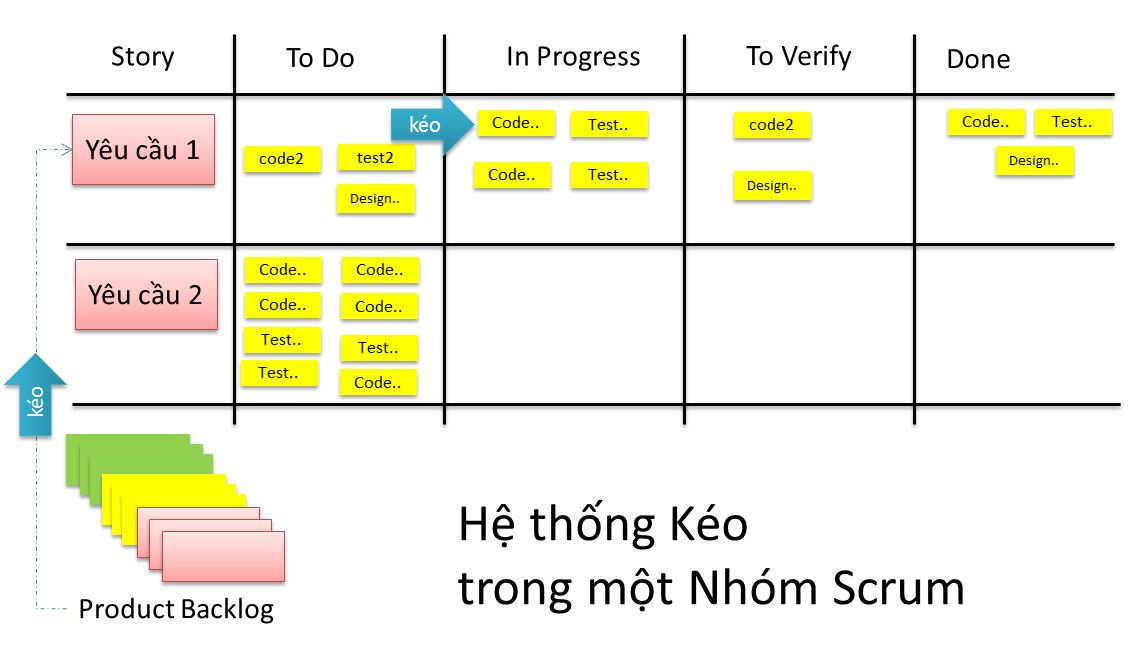 Story
To Do
In Progress
To Verify
Done
Yêu cầu 1
code2
test2
Design..
kéo
Code..
Test..
Code..
Test..
code2
Design..
Code..
Test..
Design..
Yêu cầu 2
Code..
Code..
Code..
Code..
Test..
Test..
Test..
Code..
kéo
Product Backlog
Hệ thống Kéo
trong một Nhóm Scrum